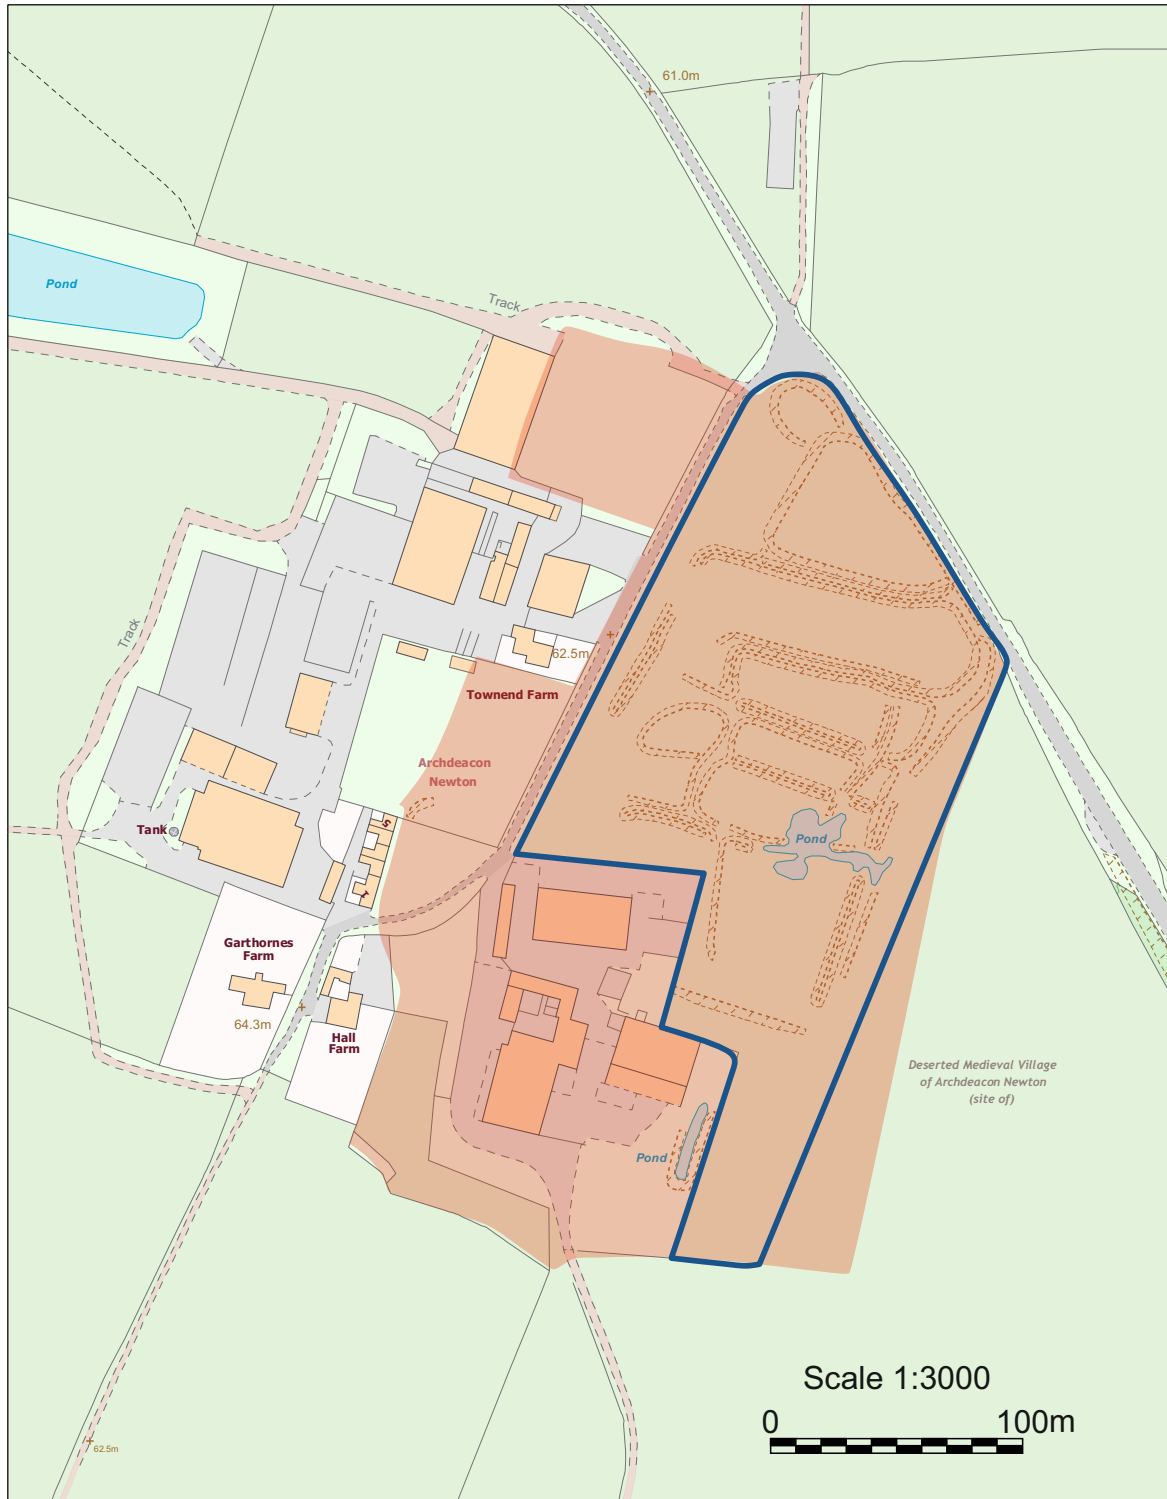 61.0m
Pond
Track
62.5m
Townend Farm
Track
Archdeacon
Newton
S
Tank
Pond
1
Garthornes
Farm
64.3m
Hall
Farm
Deserted Medieval Village
of Archdeacon Newton
(site of)
Pond
Scale 1:3000
0 100m
62.5m